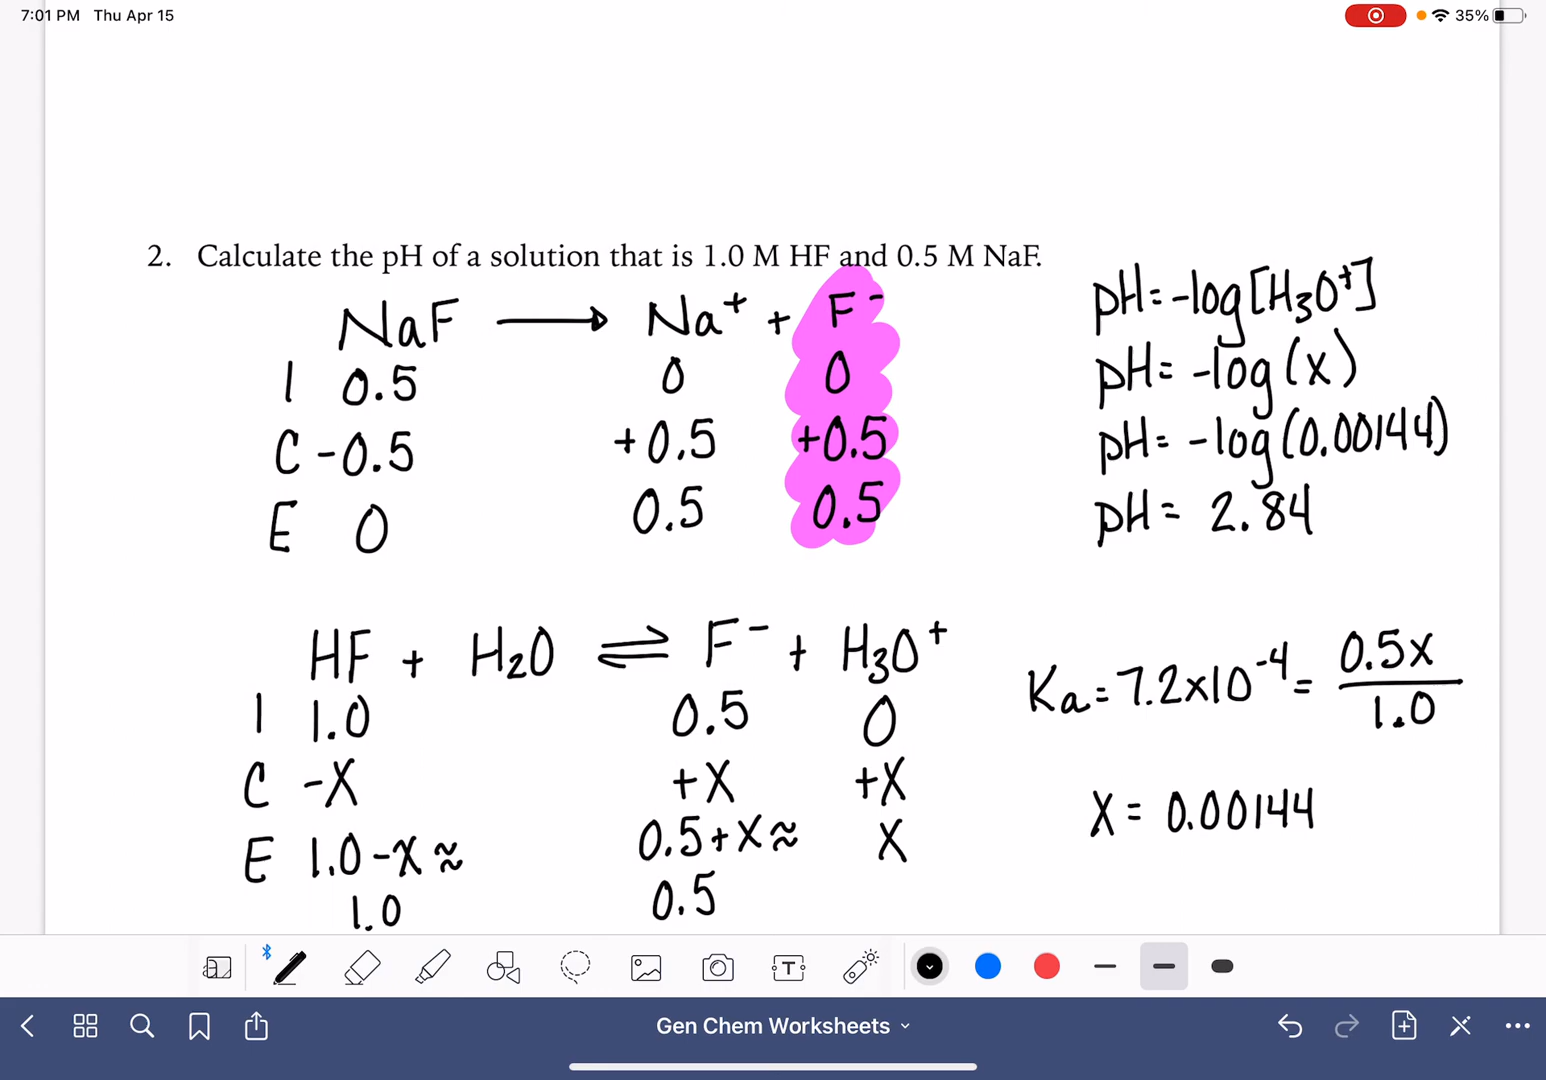 7:01 PM Thu Apr 15
35%
2. Calculate the pH of a solution that is 1.0 M HF and 0.5 M NaF.
NaF ⟶ Na⁺ + F⁻
I 0.5 0 0
C -0.5 +0.5 +0.5
E 0 0.5 0.5
pH = -log[H₃O⁺]
pH = -log(x)
pH = -log(0.00144)
pH = 2.84
HF + H₂O ⇌ F⁻ + H₃O⁺
I 1.0 0.5 0
C -X +X +X
E 1.0-X ≈ 0.5+X ≈ X
1.0 0.5
Ka = 7.2x10⁻⁴ = 0.5x
1.0
X = 0.00144
Gen Chem Worksheets